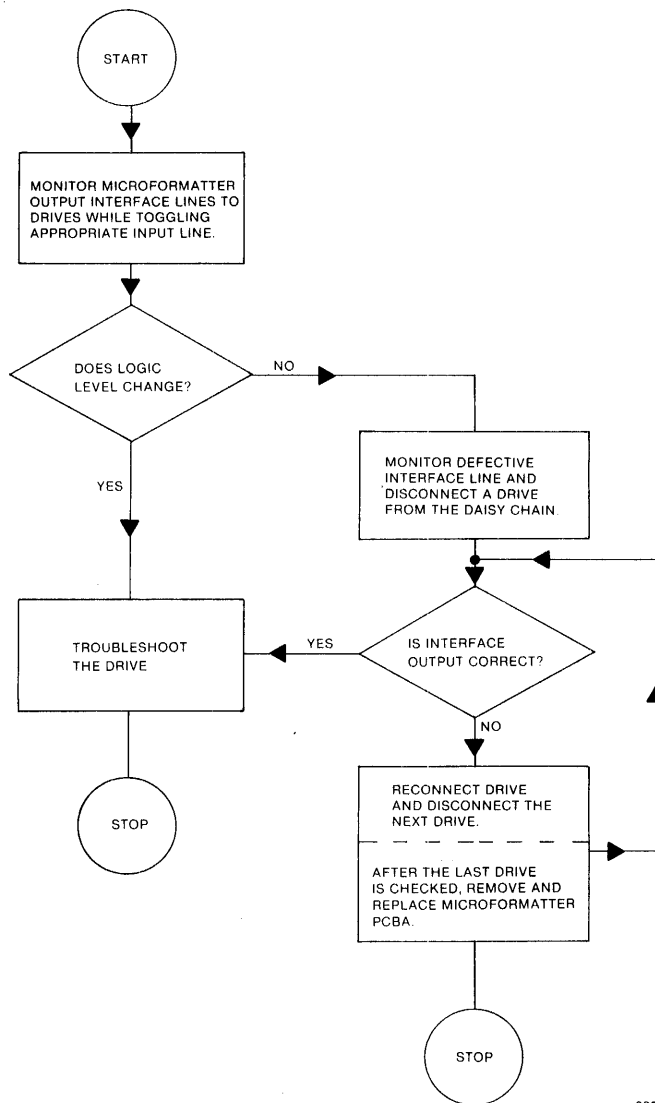 START
MONITOR MICROFORMATTER
OUTPUT INTERFACE LINES TO
DRIVES WHILE TOGGLING
APPROPRIATE INPUT LINE.
DOES LOGIC
LEVEL CHANGE?
NO
YES
MONITOR DEFECTIVE
INTERFACE LINE AND
DISCONNECT A DRIVE
FROM THE DAISY CHAIN.
TROUBLESHOOT
THE DRIVE
YES
IS INTERFACE
OUTPUT CORRECT?
NO
STOP
RECONNECT DRIVE
AND DISCONNECT THE
NEXT DRIVE.
AFTER THE LAST DRIVE
IS CHECKED, REMOVE AND
REPLACE MICROFORMATTER
PCBA.
STOP